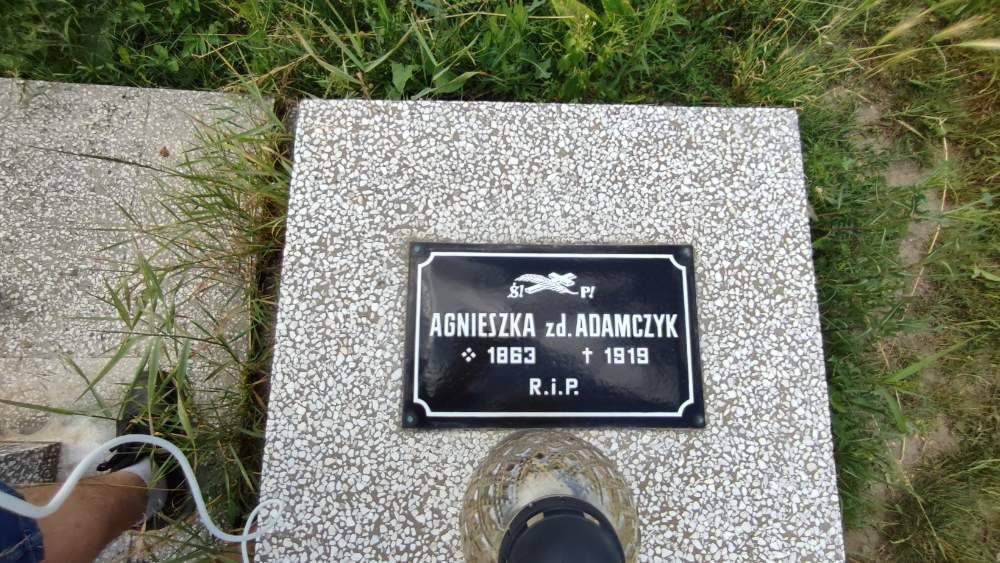 Ś! P!
AGNIESZKA zd. ADAMCZYK
1863 † 1919
R.i.P.